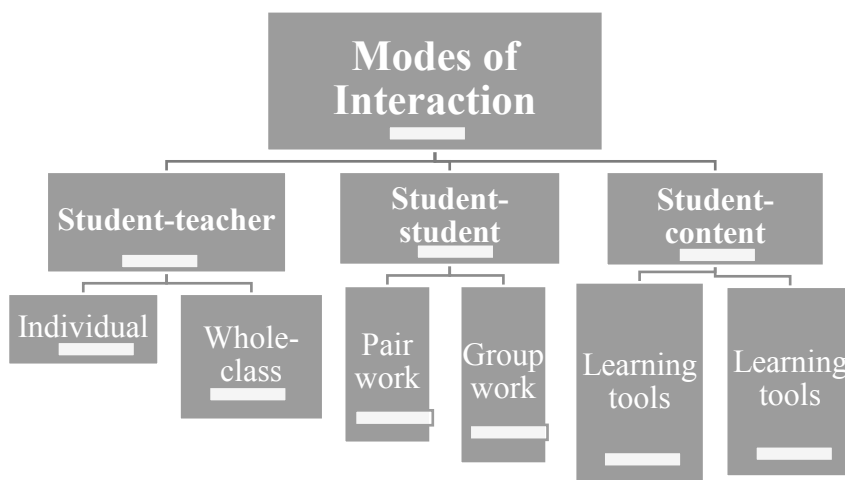 Modes of
Interaction
Student-teacher
Student-
student
Student-
content
Individual
Whole-
class
Pair
work
Group
work
Learning
tools
Learning
tools